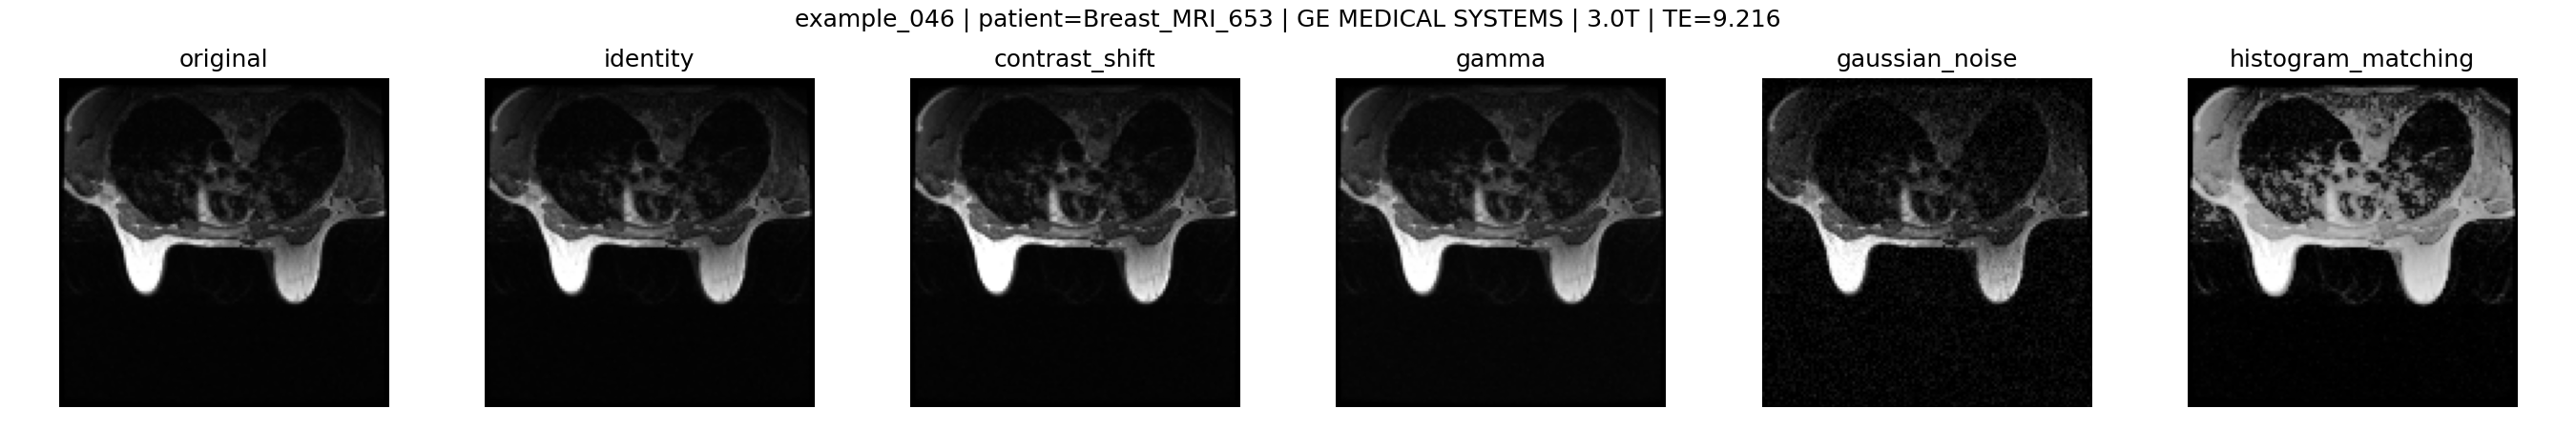 example_046 | patient=Breast_MRI_653 | GE MEDICAL SYSTEMS | 3.0T | TE=9.216
original
identity
contrast_shift
gamma
gaussian_noise
histogram_matching